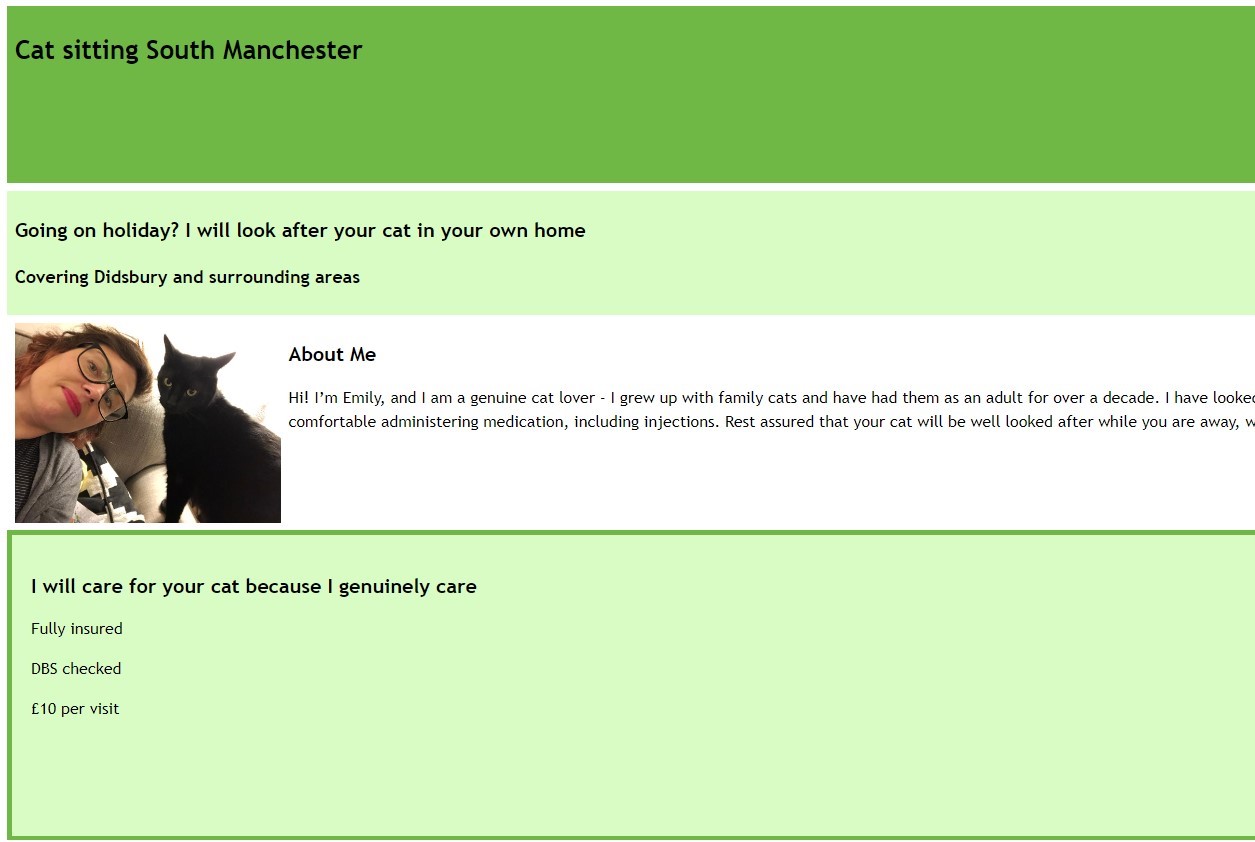 Cat sitting South Manchester
Going on holiday? I will look after your cat in your own home
Covering Didsbury and surrounding areas
About Me
Hi! I’m Emily, and I am a genuine cat lover - I grew up with family cats and have had them as an adult for over a decade. I have looked
comfortable administering medication, including injections. Rest assured that your cat will be well looked after while you are away, w
I will care for your cat because I genuinely care
Fully insured
DBS checked
£10 per visit